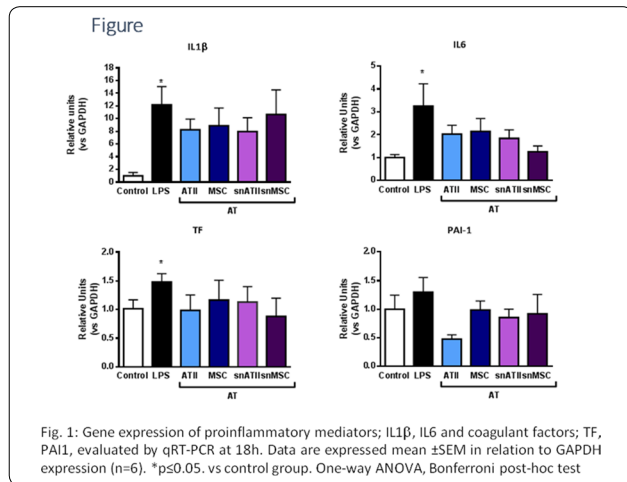 Figure
IL1β
Relative units
(vs GAPDH)
18
16
14
12
10
8
6
4
2
0
*
Control LPS ATII MSC snATII snMSC
AT
IL6
Relative units
(vs GAPDH)
5
4
3
2
1
0
*
Control LPS ATII MSC snATII snMSC
AT
TF
Relative Units
(vs GAPDH)
2.0
1.5
1.0
0.5
0.0
*
Control LPS ATII MSC snATII snMSC
AT
PAI-1
Relative Units
(vs GAPDH)
2.0
1.5
1.0
0.5
0.0
Control LPS ATII MSC snATII snMSC
AT
Fig. 1: Gene expression of proinflammatory mediators; IL1β, IL6 and coagulant factors; TF,
PAI1, evaluated by qRT-PCR at 18h. Data are expressed mean ±SEM in relation to GAPDH
expression (n=6). *p≤0.05. vs control group. One-way ANOVA, Bonferroni post-hoc test